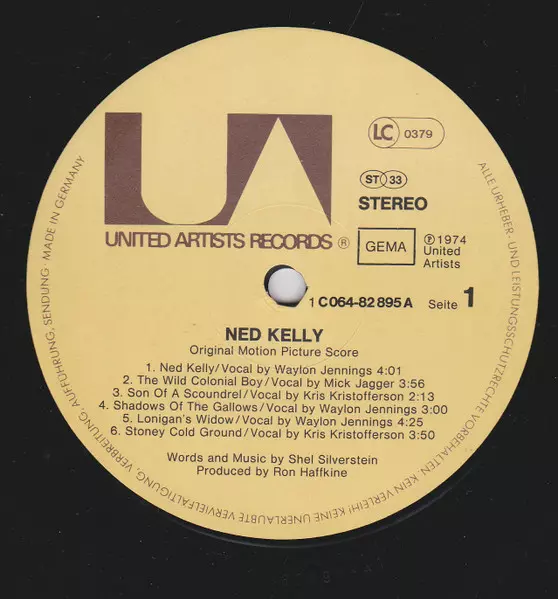 UA
UNITED ARTISTS RECORDS ®
LC 0379
ST 33
STEREO
GEMA
℗ 1974
United
Artists
1 C 064-82 895 A Seite 1
NED KELLY
Original Motion Picture Score
1. Ned Kelly/Vocal by Waylon Jennings 4:01
2. The Wild Colonial Boy/Vocal by Mick Jagger 3:56
3. Son Of A Scoundrel/Vocal by Kris Kristofferson 2:13
4. Shadows Of The Gallows/Vocal by Waylon Jennings 3:00
5. Lonigan's Widow/Vocal by Waylon Jennings 4:25
6. Stoney Cold Ground/Vocal by Kris Kristofferson 3:50
Words and Music by Shel Silverstein
Produced by Ron Haffkine
ALLE URHEBER- UND LEISTUNGSSCHUTZRECHTE VORBEHALTEN. KEIN VERLEIH! KEINE UNERLAUBTE VERVIELFÄLTIGUNG, VERBREITUNG, AUFFÜHRUNG, SENDUNG · MADE IN GERMANY